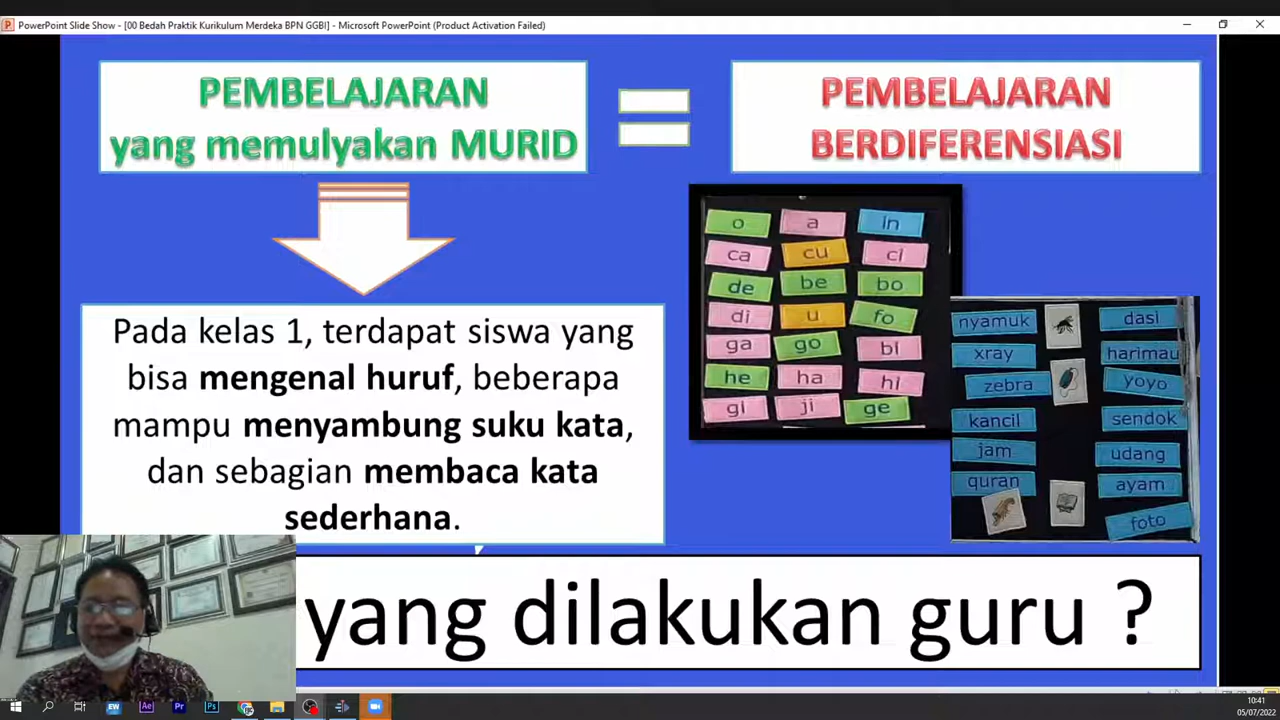 PowerPoint Slide Show - [00 Bedah Praktik Kurikulum Merdeka BPN GGBI] - Microsoft PowerPoint (Product Activation Failed)
PEMBELAJARAN
yang memulyakan MURID
PEMBELAJARAN
BERDIFERENSIASI
Pada kelas 1, terdapat siswa yang
bisa mengenal huruf, beberapa
mampu menyambung suku kata,
dan sebagian membaca kata
sederhana.
o a in
ca cu ci
de be bo
di u fo
ga go bi
he ha hi
gi ji ge
nyamuk dasi
xray harimau
zebra yoyo
kancil sendok
jam udang
quran ayam
foto
yang dilakukan guru ?
EW Ae Pr Ps
10:41
05/07/2022